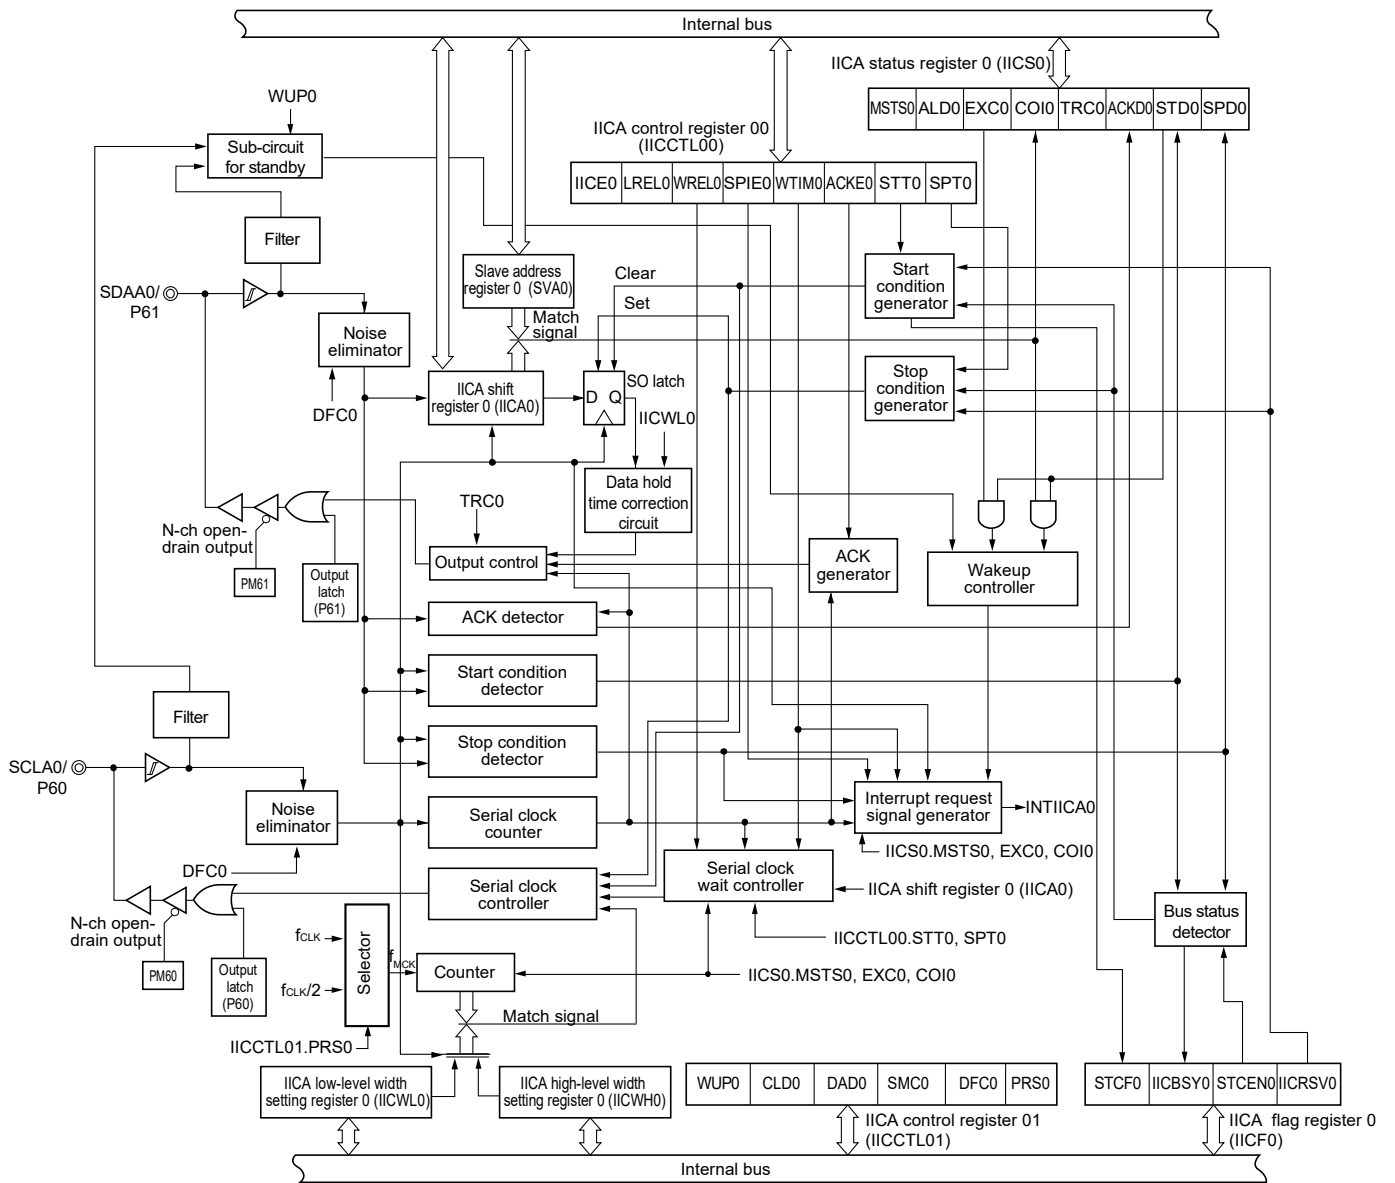 Internal bus
IICA status register 0 (IICS0)
MSTS0 ALD0 EXC0 COI0 TRC0 ACKD0 STD0 SPD0
WUP0
Sub-circuit
for standby
IICA control register 00
(IICCTL00)
IICE0 LREL0 WREL0 SPIE0 WTIM0 ACKE0 STT0 SPT0
Filter
SDAA0/
P61
Noise
eliminator
DFC0
Slave address
register 0 (SVA0)
Match
signal
Clear
Set
Start
condition
generator
Stop
condition
generator
IICA shift
register 0 (IICA0)
D Q
SO latch
IICWL0
Data hold
time correction
circuit
TRC0
N-ch open-
drain output
PM61
Output
latch
(P61)
Output control
ACK
generator
Wakeup
controller
ACK detector
Start condition
detector
Stop condition
detector
Filter
SCLA0/
P60
Noise
eliminator
DFC0
Serial clock
counter
Interrupt request
signal generator
INTIICA0
IICS0.MSTS0, EXC0, COI0
Serial clock
wait controller
IICA shift register 0 (IICA0)
Serial clock
controller
IICCTL00.STT0, SPT0
Bus status
detector
N-ch open-
drain output
PM60
Output
latch
(P60)
fCLK
fCLK/2
Selector
fMCK
Counter
IICS0.MSTS0, EXC0, COI0
Match signal
IICCTL01.PRS0
IICA low-level width
setting register 0 (IICWL0)
IICA high-level width
setting register 0 (IICWH0)
WUP0 CLD0 DAD0 SMC0 DFC0 PRS0
IICA control register 01
(IICCTL01)
STCF0 IICBSY0 STCEN0 IICRSV0
IICA flag register 0
(IICF0)
Internal bus